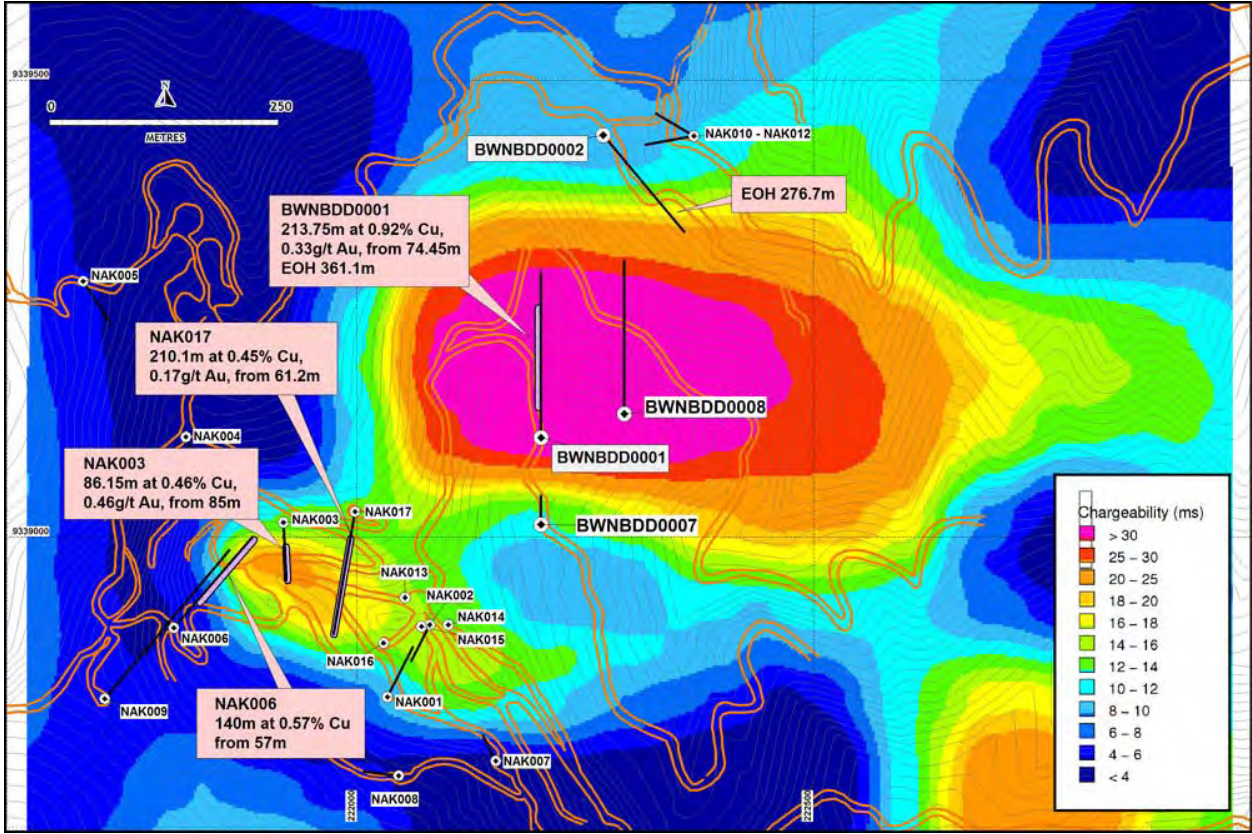 9339500
N
0
250
METRES
BWNBDD0002
NAK010 - NAK012
EOH 276.7m
BWNBDD0001
213.75m at 0.92% Cu,
0.33g/t Au, from 74.45m
EOH 361.1m
NAK005
NAK017
210.1m at 0.45% Cu,
0.17g/t Au, from 61.2m
BWNBDD0008
NAK004
BWNBDD0001
NAK003
86.15m at 0.46% Cu,
0.46g/t Au, from 85m
NAK003
NAK017
BWNBDD0007
9339000
NAK013
NAK002
NAK014
NAK015
NAK006
NAK016
NAK001
NAK009
NAK006
140m at 0.57% Cu
from 57m
NAK007
NAK008
222000
222500
Chargeability (ms)
> 30
25 - 30
20 - 25
18 - 20
16 - 18
14 - 16
12 - 14
10 - 12
8 - 10
6 - 8
4 - 6
< 4